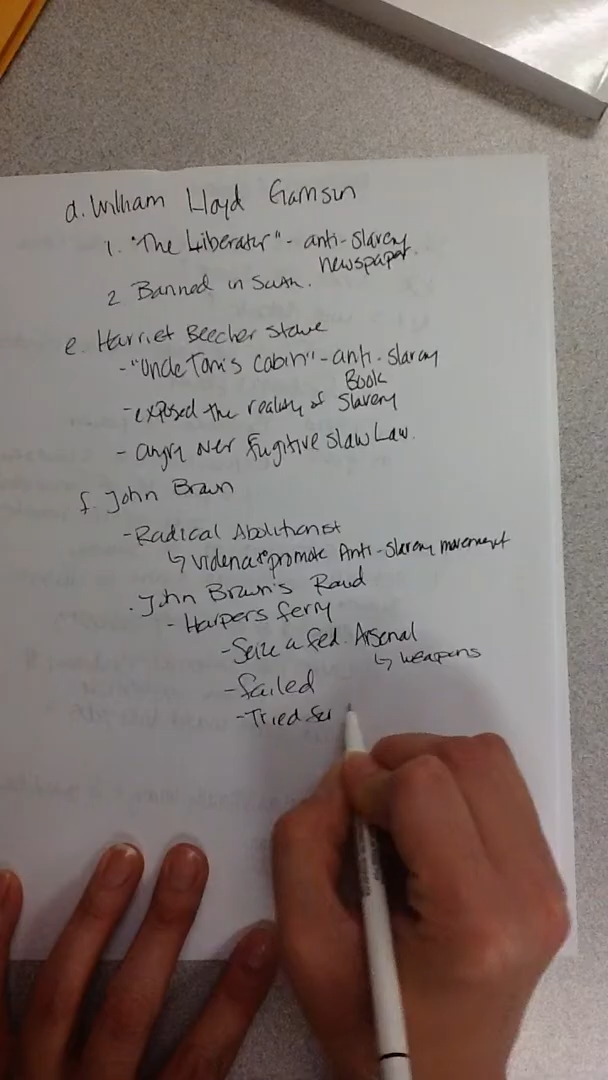 d. William Lloyd Garrison
1. "The Liberator" - anti-slavery
newspaper.
2 Banned in South.
e. Harriet Beecher Stowe
- "Uncle Tom's Cabin" - anti-slavery
Book
- exposed the reality of Slavery
- angry over Fugitive Slave Law.
f. John Brown
- Radical Abolitionist
↳ violence to promote Anti-slavery movement
. John Brown's Raid
- Harpers ferry
- Seize a fed. Arsenal
↳ weapons
- failed
- Tried for